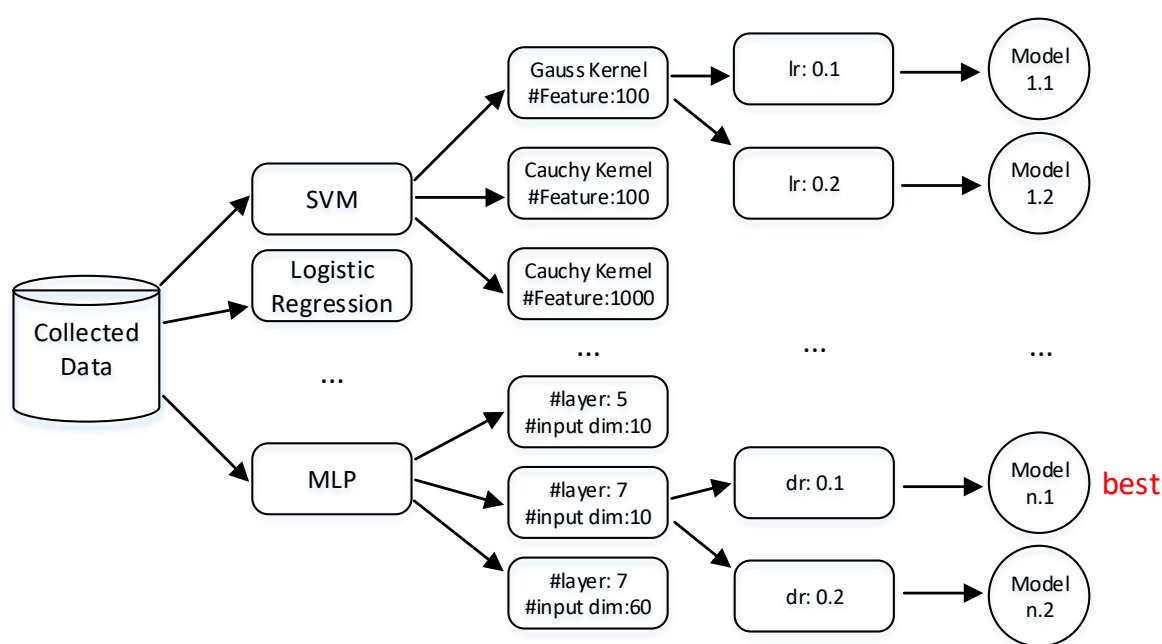 Collected
Data
SVM
Logistic
Regression
...
MLP
Gauss Kernel
#Feature:100
Cauchy Kernel
#Feature:100
Cauchy Kernel
#Feature:1000
...
#layer: 5
#input dim:10
#layer: 7
#input dim:10
#layer: 7
#input dim:60
lr: 0.1
lr: 0.2
...
dr: 0.1
dr: 0.2
Model
1.1
Model
1.2
...
Model
n.1
best
Model
n.2